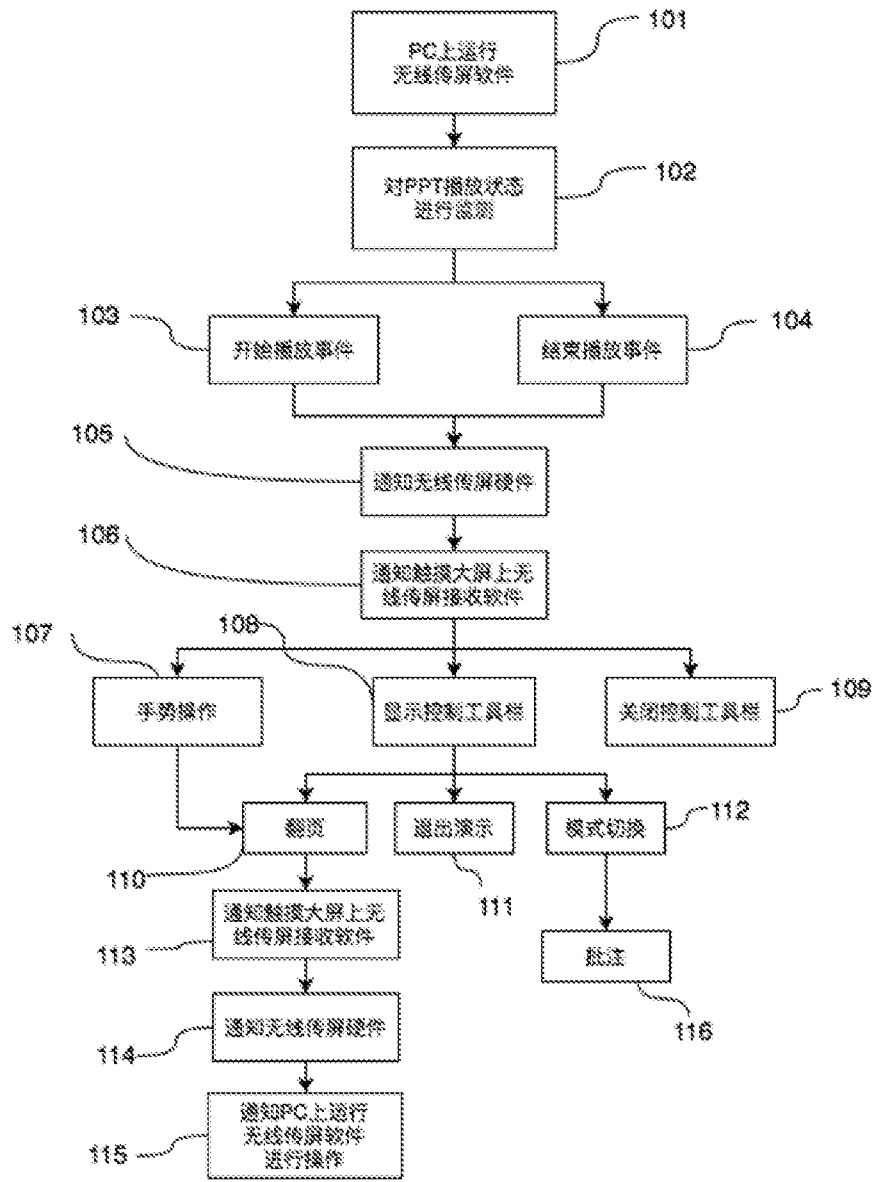 101
PC上运行
无线传屏软件
102
对PPT播放状态
进行监测
103
开始播放事件
104
结束播放事件
105
通知无线传屏硬件
106
通知触摸大屏上无
线传屏接收软件
107
108
手势操作
显示控制工具栏
关闭控制工具栏
109
翻页
退出演示
模式切换
112
110
111
通知触摸大屏上无
线传屏接收软件
113
批注
116
通知无线传屏硬件
114
通知PC上运行
无线传屏软件
进行操作
115